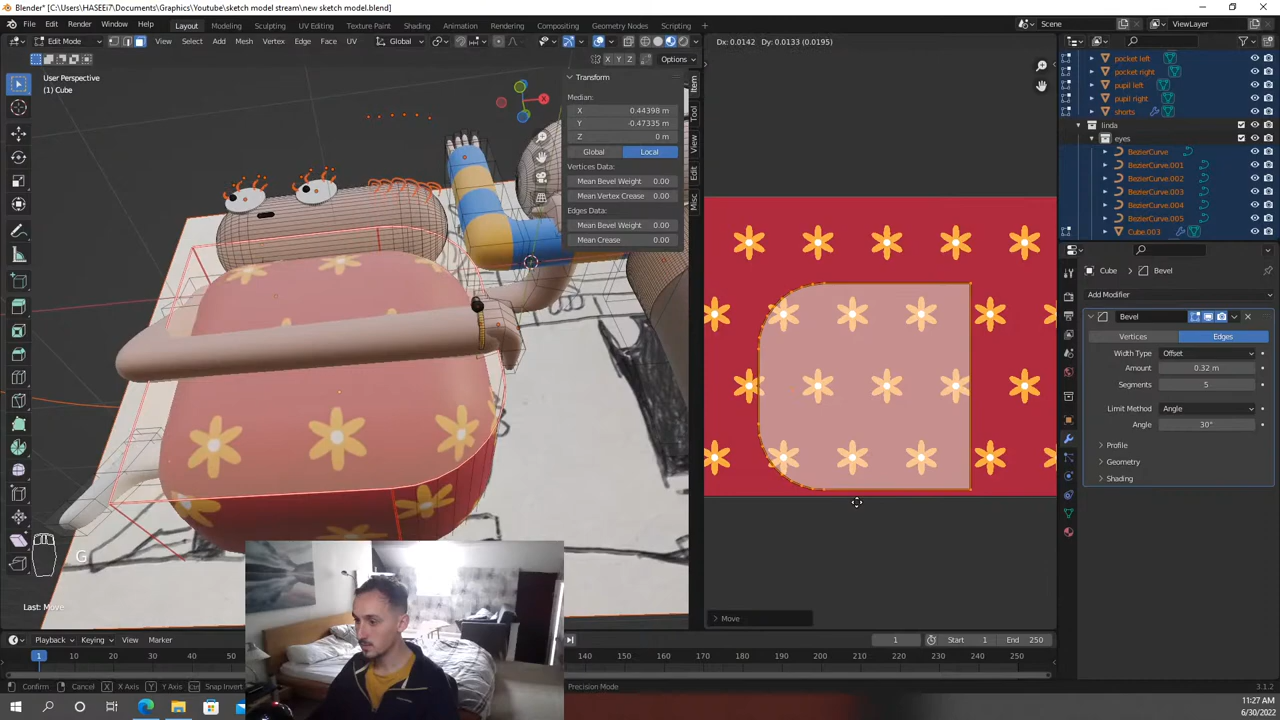 Blender* [C:\Users\HASEEi7\Documents\Graphics\Youtube\sketch model stream\new sketch model.blend]
File Edit Render Window Help Layout Modeling Sculpting UV Editing Texture Paint Shading Animation Rendering Compositing Geometry Nodes Scripting Scene ViewLayer
Edit Mode View Select Add Mesh Vertex Edge Face UV Global
X Y Z Options
Dx: 0.0142 Dy: 0.0133 (0.0195)
User Perspective
(1) Cube
Transform
Median:
X 0.44398 m
Y -0.47335 m
Z 0 m
Global Local
Vertices Data:
Mean Bevel Weight 0.00
Mean Vertex Crease 0.00
Edges Data:
Mean Bevel Weight 0.00
Mean Crease 0.00
Item
Tool
View
Edit
Misc
pocket left
pocket right
pupil left
pupil right
shorts
linda
eyes
BezierCurve
BezierCurve.001
BezierCurve.002
BezierCurve.003
BezierCurve.004
BezierCurve.005
Cube.003
Cube Bevel
Add Modifier
Bevel
Vertices Edges
Width Type Offset
Amount 0.32 m
Segments 5
Limit Method Angle
Angle 30°
Profile
Geometry
Shading
G
Last: Move
Move
Playback Keying View Marker
1 Start 1 End 250
1 10 20 30 40 50 140 150 160 170 180 190 200 210 220 230 240 250
Confirm Cancel X X Axis Y Y Axis Snap Invert
Precision Mode
3.1.2
11:27 AM
6/30/2022